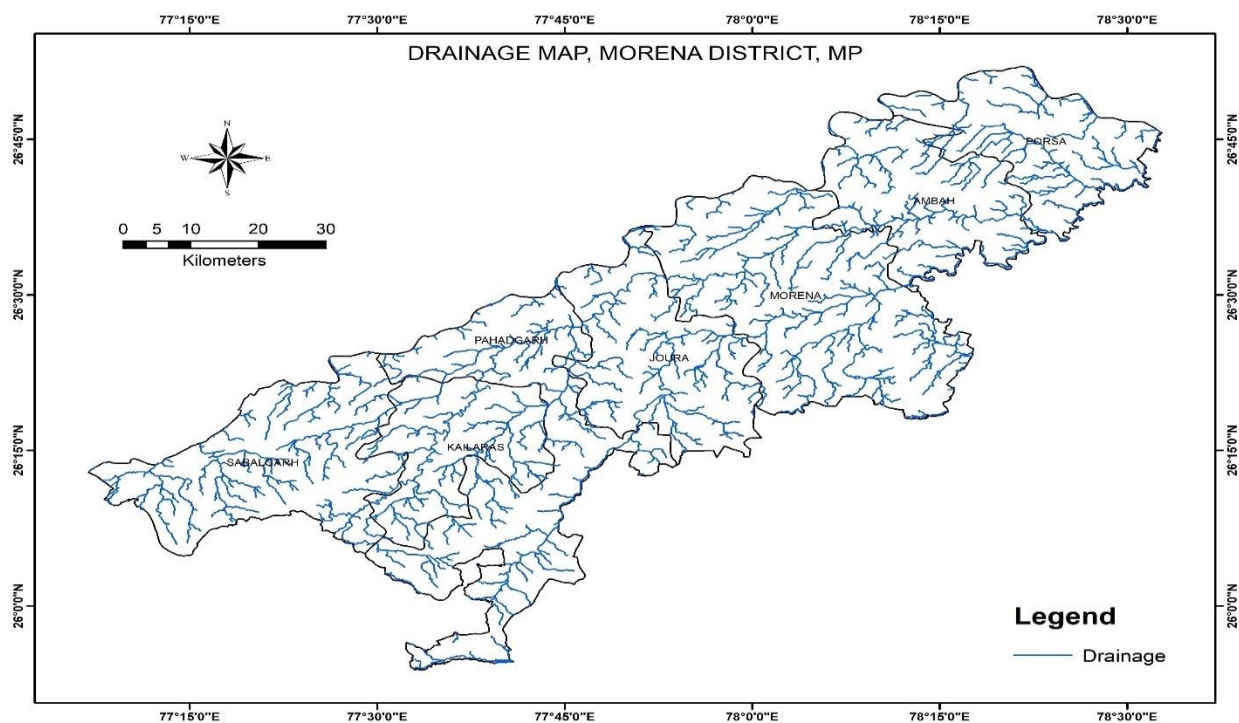 77°15'0"E 77°30'0"E 77°45'0"E 78°0'0"E 78°15'0"E 78°30'0"E
DRAINAGE MAP, MORENA DISTRICT, MP
N
W E
S
26°45'0"N 26°45'0"N
PORSA
AMBAH
0 5 10 20 30
Kilometers
26°30'0"N 26°30'0"N
MORENA
PAHADGARH
JOURA
26°15'0"N 26°15'0"N
KAILARAS
SABALGARH
26°0'0"N 26°0'0"N
Legend
Drainage
77°15'0"E 77°30'0"E 77°45'0"E 78°0'0"E 78°15'0"E 78°30'0"E